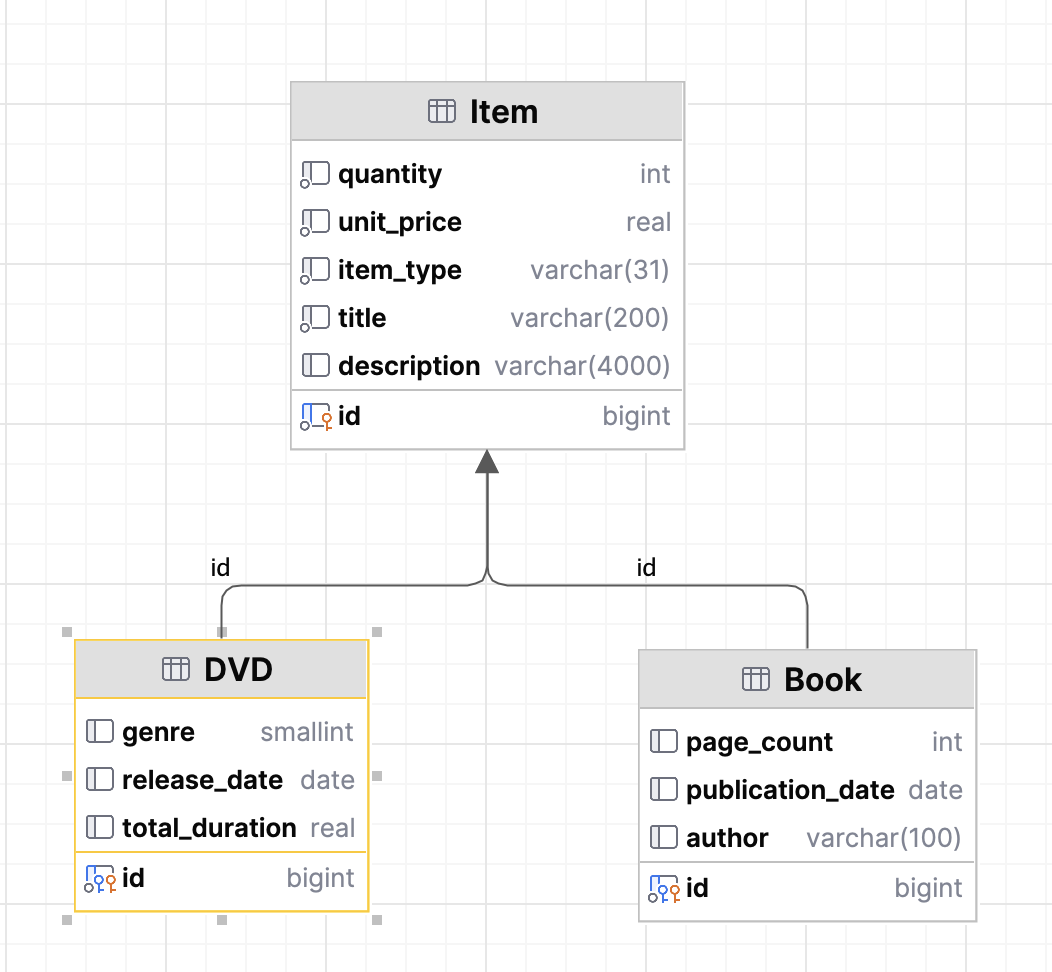 Item
quantity int
unit_price real
item_type varchar(31)
title varchar(200)
description varchar(4000)
id bigint
id id
DVD
genre smallint
release_date date
total_duration real
id bigint
Book
page_count int
publication_date date
author varchar(100)
id bigint